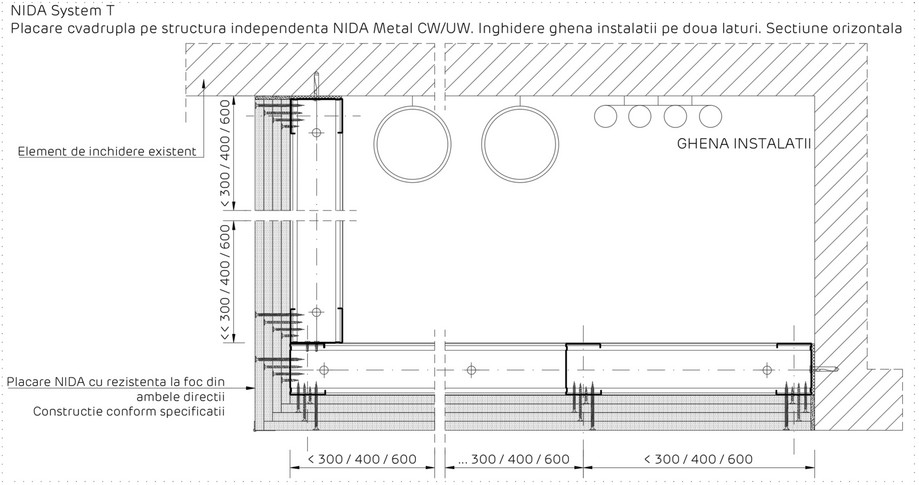 NIDA System T
Placare cvadrupla pe structura independenta NIDA Metal CW/UW. Inghidere ghena instalatii pe doua laturi. Sectiune orizontala
< 300 / 400 / 600
GHENA INSTALATII
Element de inchidere existent
<< 300 / 400 / 600
Placare NIDA cu rezistenta la foc din
ambele directii
Constructie conform specificatii
< 300 / 400 / 600
... 300 / 400 / 600
< 300 / 400 / 600